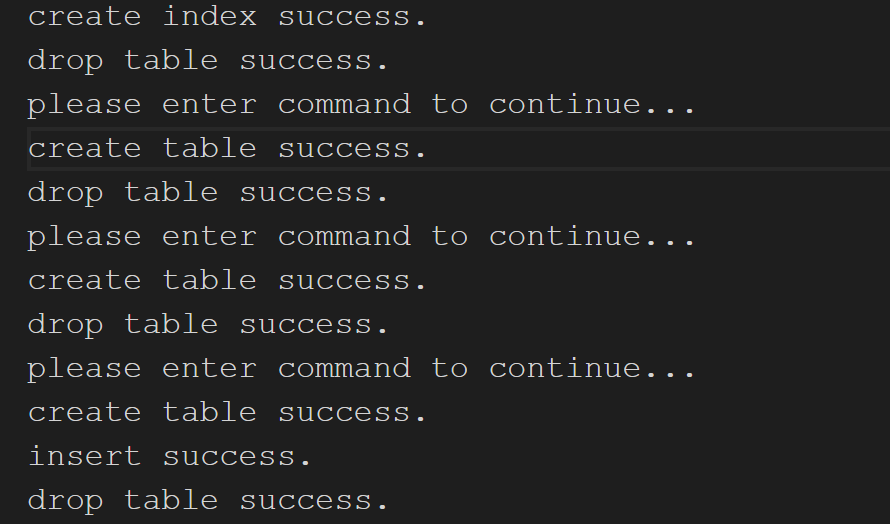 create index success.
drop table success.
please enter command to continue...
create table success.
drop table success.
please enter command to continue...
create table success.
drop table success.
please enter command to continue...
create table success.
insert success.
drop table success.